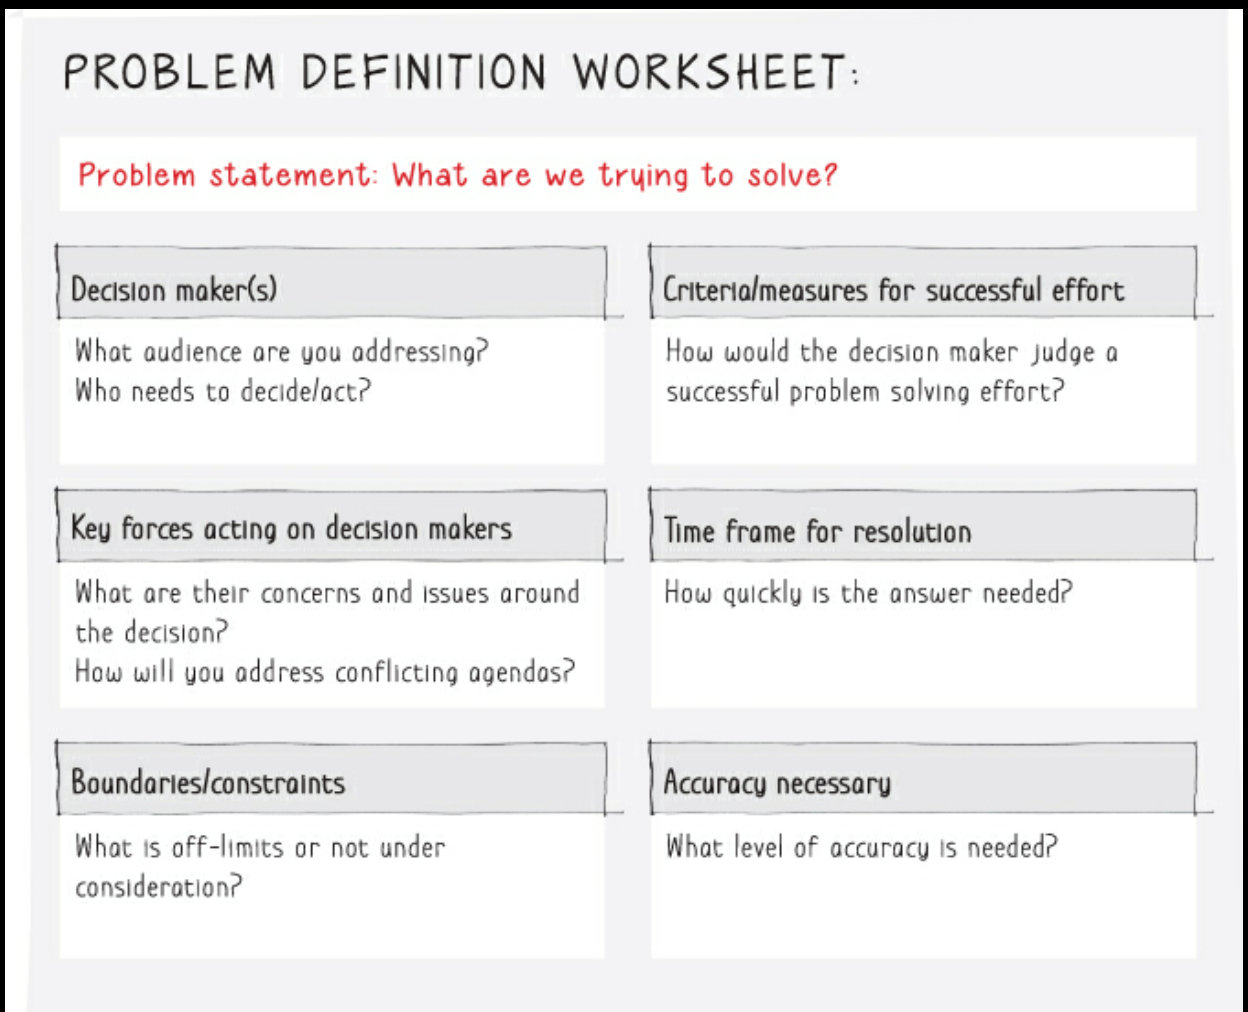 PROBLEM DEFINITION WORKSHEET:
Problem statement: What are we trying to solve?
Decision maker(s)
What audience are you addressing?
Who needs to decide/act?
Criteria/measures for successful effort
How would the decision maker judge a
successful problem solving effort?
Key forces acting on decision makers
What are their concerns and issues around
the decision?
How will you address conflicting agendas?
Time frame for resolution
How quickly is the answer needed?
Boundaries/constraints
What is off-limits or not under
consideration?
Accuracy necessary
What level of accuracy is needed?